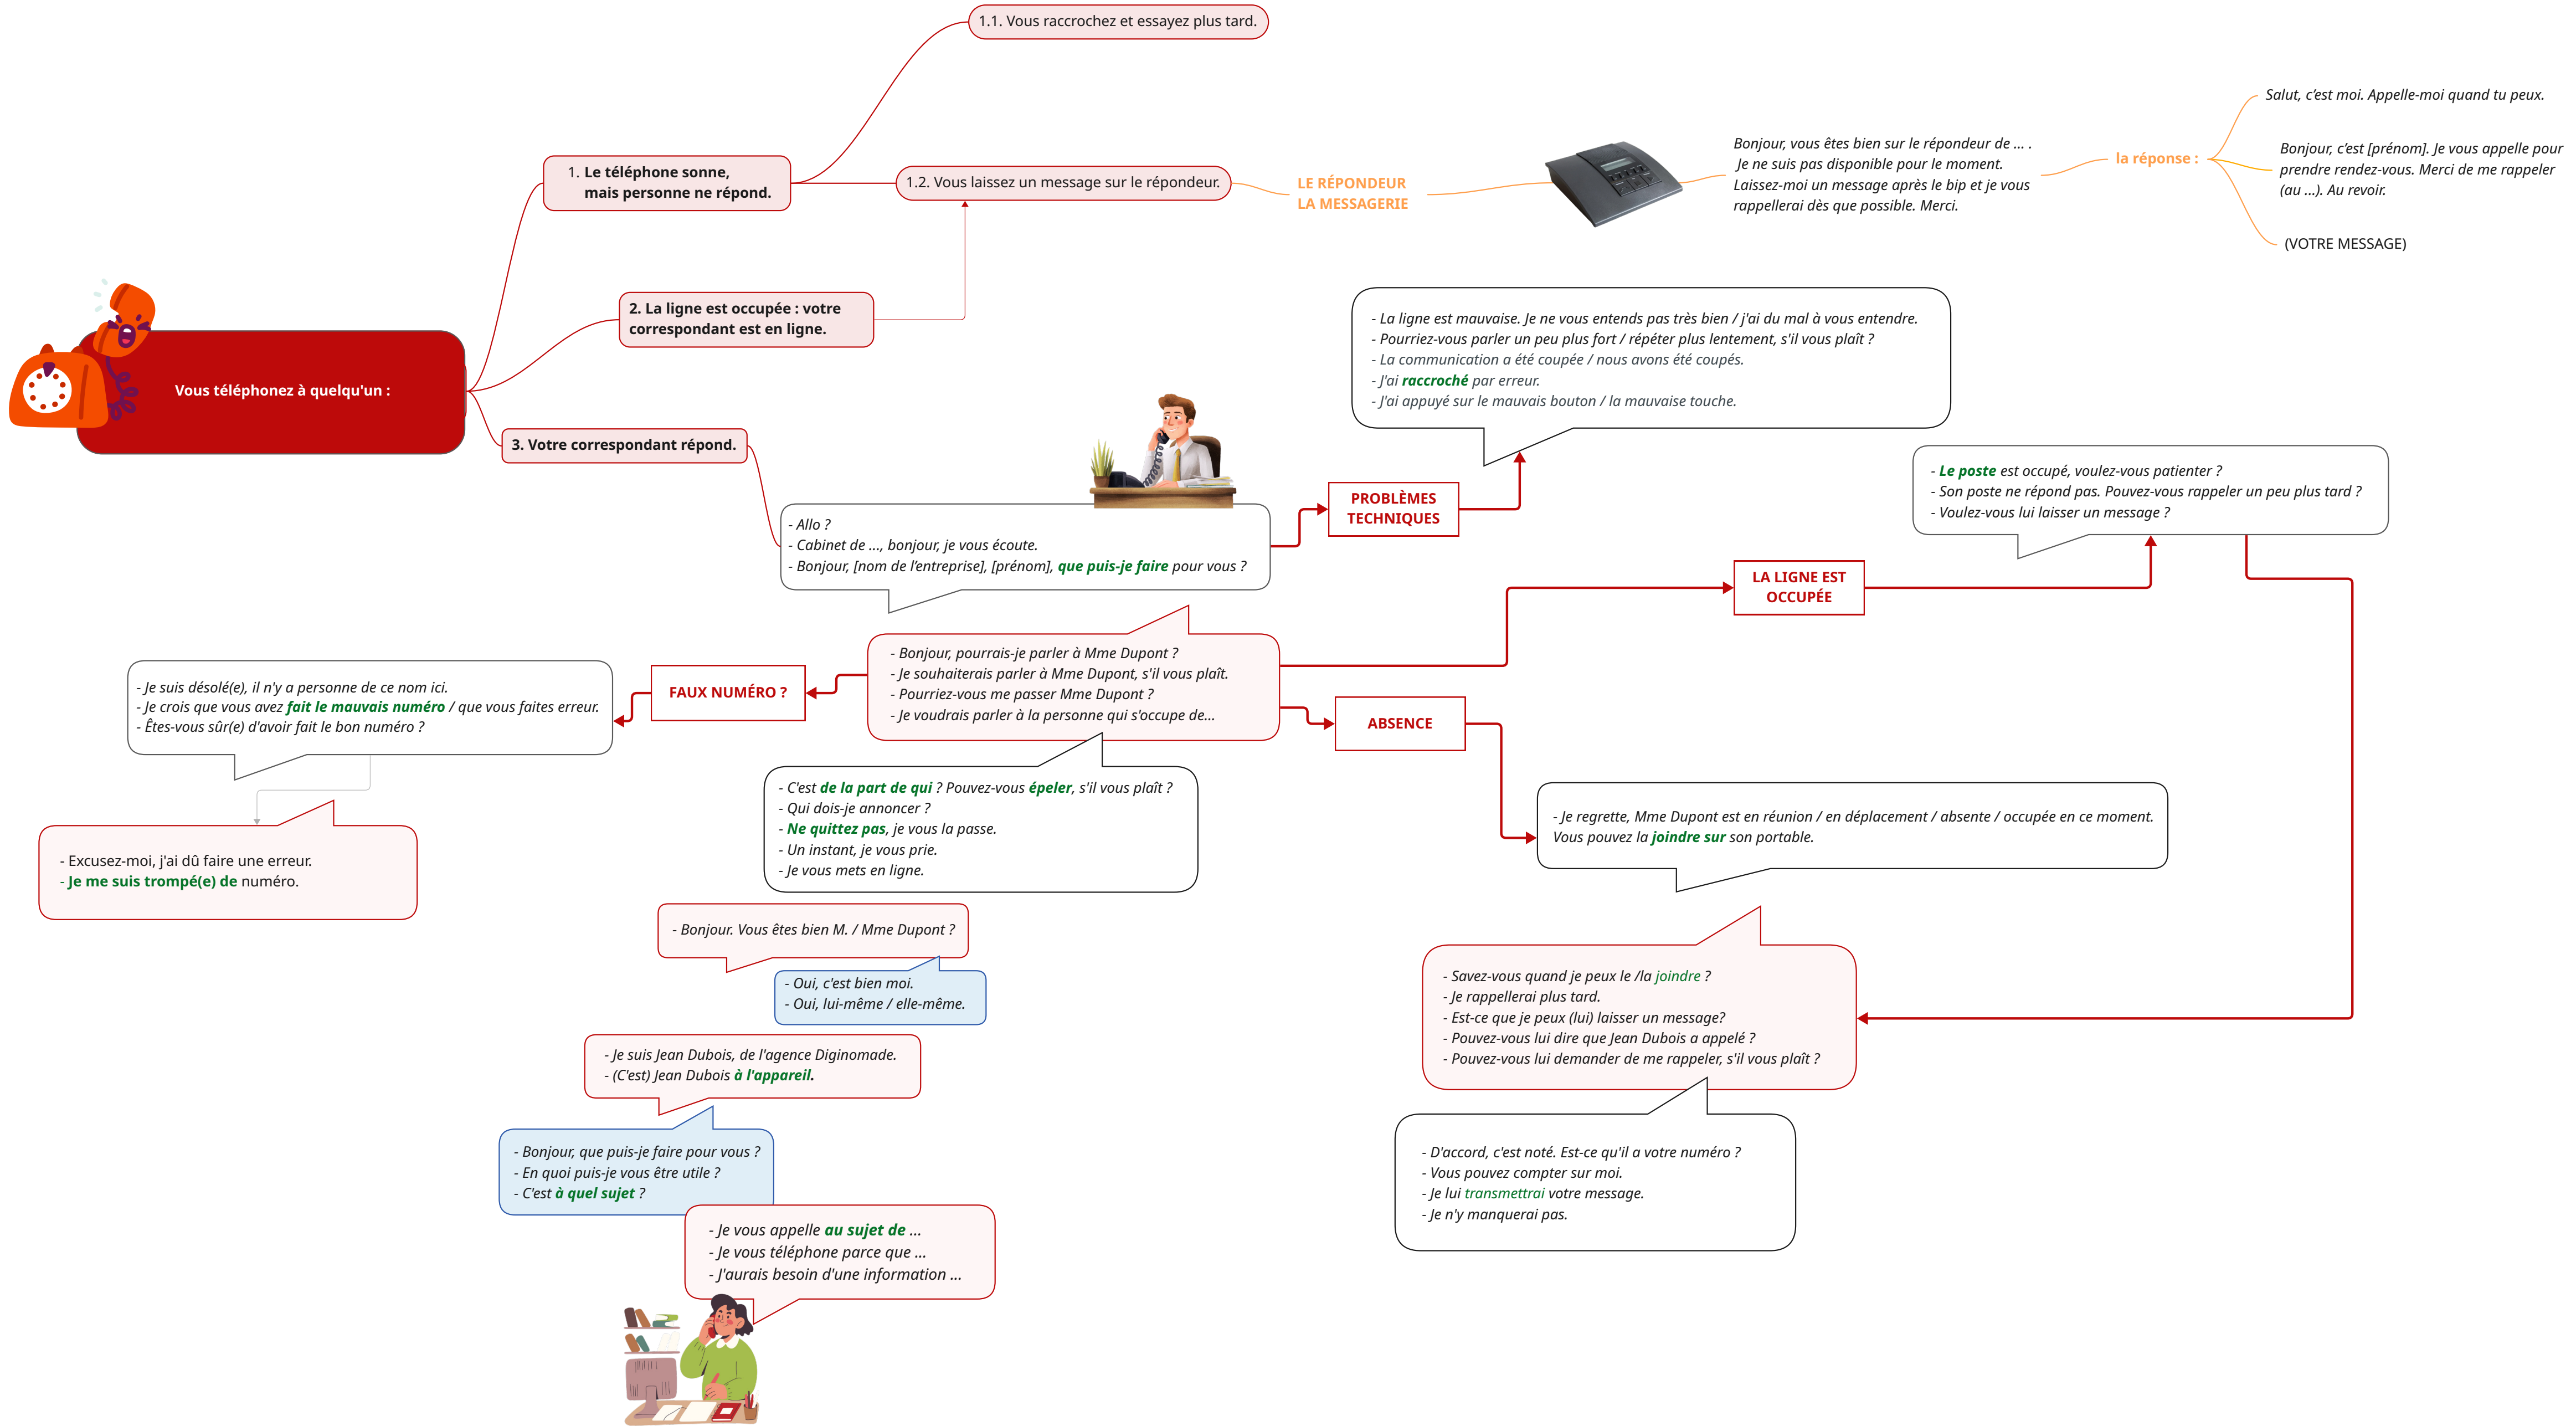 Vous téléphonez à quelqu'un :
1. Le téléphone sonne,
mais personne ne répond.
1.1. Vous raccrochez et essayez plus tard.
1.2. Vous laissez un message sur le répondeur.
LE RÉPONDEUR
LA MESSAGERIE
Bonjour, vous êtes bien sur le répondeur de ... .
Je ne suis pas disponible pour le moment.
Laissez-moi un message après le bip et je vous
rappellerai dès que possible. Merci.
la réponse :
Salut, c’est moi. Appelle-moi quand tu peux.
Bonjour, c’est [prénom]. Je vous appelle pour
prendre rendez-vous. Merci de me rappeler
(au ...). Au revoir.
(VOTRE MESSAGE)
2. La ligne est occupée : votre
correspondant est en ligne.
3. Votre correspondant répond.
- Allo ?
- Cabinet de ..., bonjour, je vous écoute.
- Bonjour, [nom de l’entreprise], [prénom], que puis-je faire pour vous ?
PROBLÈMES
TECHNIQUES
- La ligne est mauvaise. Je ne vous entends pas très bien / j'ai du mal à vous entendre.
- Pourriez-vous parler un peu plus fort / répéter plus lentement, s'il vous plaît ?
- La communication a été coupée / nous avons été coupés.
- J'ai raccroché par erreur.
- J'ai appuyé sur le mauvais bouton / la mauvaise touche.
- Bonjour, pourrais-je parler à Mme Dupont ?
- Je souhaiterais parler à Mme Dupont, s'il vous plaît.
- Pourriez-vous me passer Mme Dupont ?
- Je voudrais parler à la personne qui s'occupe de...
LA LIGNE EST
OCCUPÉE
- Le poste est occupé, voulez-vous patienter ?
- Son poste ne répond pas. Pouvez-vous rappeler un peu plus tard ?
- Voulez-vous lui laisser un message ?
FAUX NUMÉRO ?
- Je suis désolé(e), il n'y a personne de ce nom ici.
- Je crois que vous avez fait le mauvais numéro / que vous faites erreur.
- Êtes-vous sûr(e) d'avoir fait le bon numéro ?
- Excusez-moi, j'ai dû faire une erreur.
- Je me suis trompé(e) de numéro.
ABSENCE
- Je regrette, Mme Dupont est en réunion / en déplacement / absente / occupée en ce moment.
Vous pouvez la joindre sur son portable.
- C'est de la part de qui ? Pouvez-vous épeler, s'il vous plaît ?
- Qui dois-je annoncer ?
- Ne quittez pas, je vous la passe.
- Un instant, je vous prie.
- Je vous mets en ligne.
- Bonjour. Vous êtes bien M. / Mme Dupont ?
- Oui, c'est bien moi.
- Oui, lui-même / elle-même.
- Je suis Jean Dubois, de l'agence Diginomade.
- (C'est) Jean Dubois à l'appareil.
- Bonjour, que puis-je faire pour vous ?
- En quoi puis-je vous être utile ?
- C'est à quel sujet ?
- Je vous appelle au sujet de ...
- Je vous téléphone parce que ...
- J'aurais besoin d'une information ...
- Savez-vous quand je peux le /la joindre ?
- Je rappellerai plus tard.
- Est-ce que je peux (lui) laisser un message?
- Pouvez-vous lui dire que Jean Dubois a appelé ?
- Pouvez-vous lui demander de me rappeler, s'il vous plaît ?
- D'accord, c'est noté. Est-ce qu'il a votre numéro ?
- Vous pouvez compter sur moi.
- Je lui transmettrai votre message.
- Je n'y manquerai pas.